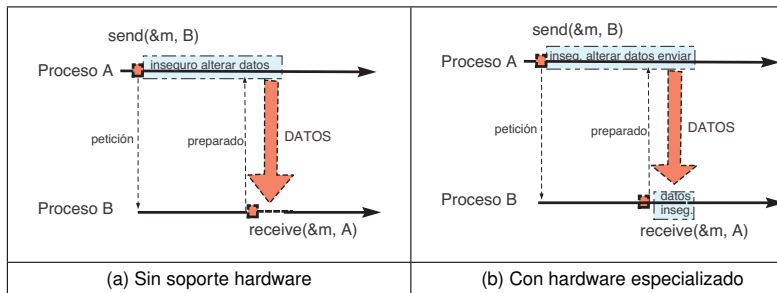 send(&m, B)
inseguro alterar datos
Proceso A
petición
preparado
DATOS
Proceso B
receive(&m, A)
(a) Sin soporte hardware
send(&m, B)
inseg. alterar datos enviar
Proceso A
petición
preparado
DATOS
datos
Proceso B
inseg.
receive(&m, A)
(b) Con hardware especializado